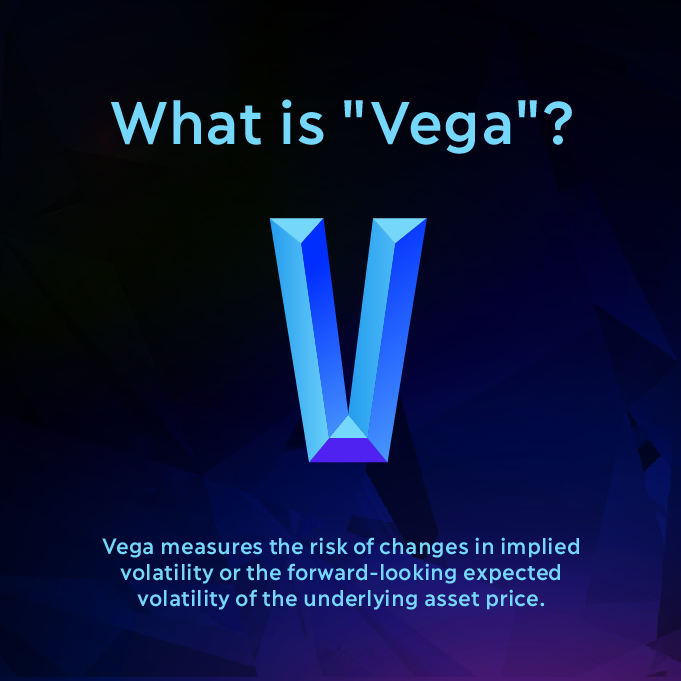 What is "Vega"?
V
Vega measures the risk of changes in implied
volatility or the forward-looking expected
volatility of the underlying asset price.